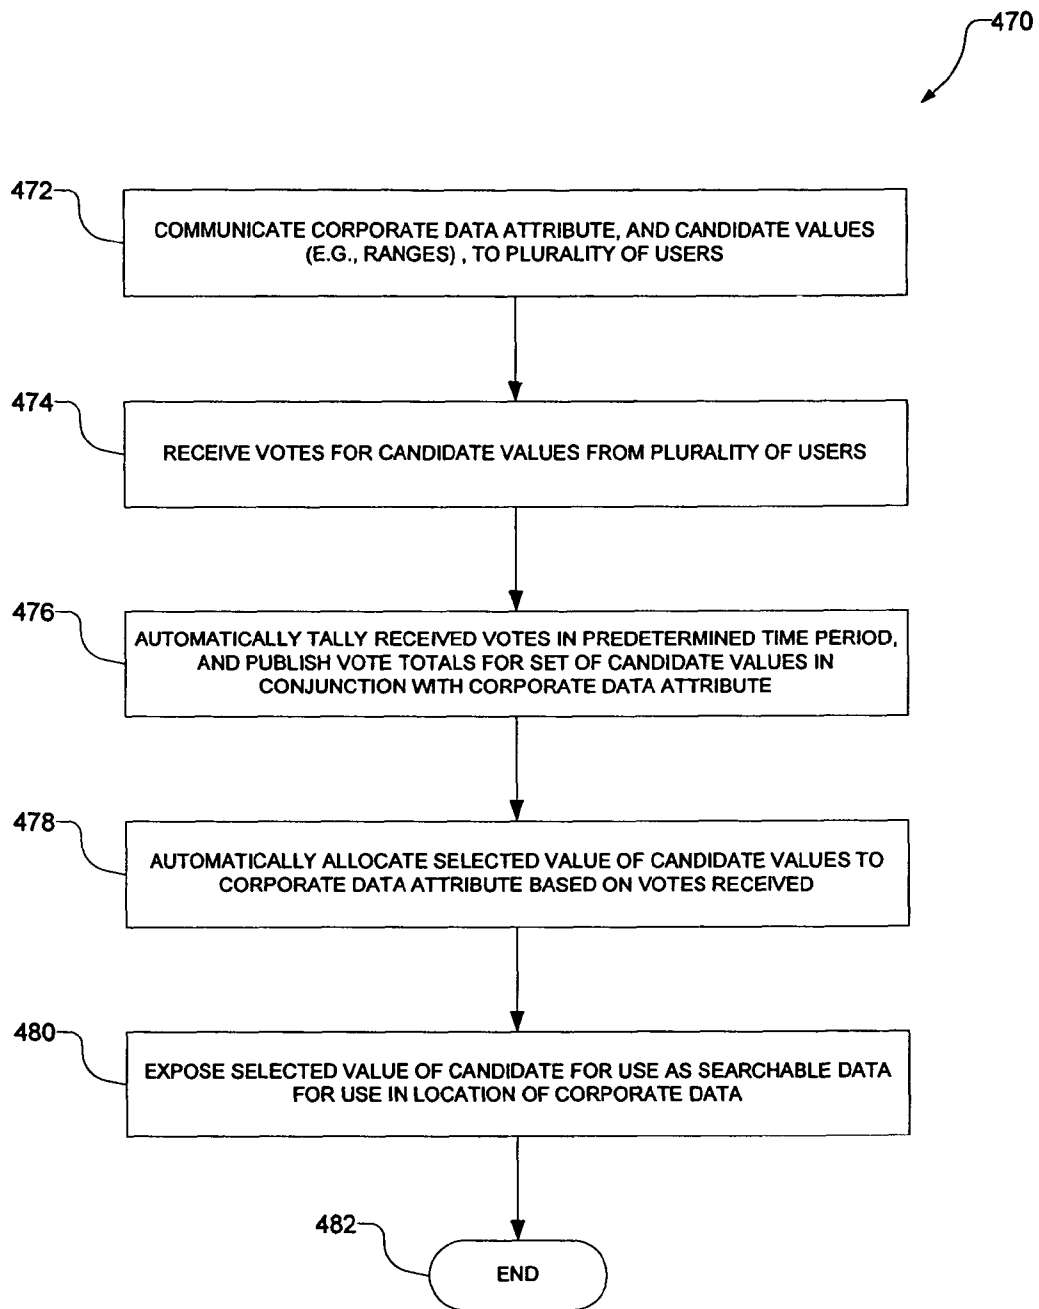 470
472
COMMUNICATE CORPORATE DATA ATTRIBUTE, AND CANDIDATE VALUES
(E.G., RANGES) , TO PLURALITY OF USERS
474
RECEIVE VOTES FOR CANDIDATE VALUES FROM PLURALITY OF USERS
476
AUTOMATICALLY TALLY RECEIVED VOTES IN PREDETERMINED TIME PERIOD,
AND PUBLISH VOTE TOTALS FOR SET OF CANDIDATE VALUES IN
CONJUNCTION WITH CORPORATE DATA ATTRIBUTE
478
AUTOMATICALLY ALLOCATE SELECTED VALUE OF CANDIDATE VALUES TO
CORPORATE DATA ATTRIBUTE BASED ON VOTES RECEIVED
480
EXPOSE SELECTED VALUE OF CANDIDATE FOR USE AS SEARCHABLE DATA
FOR USE IN LOCATION OF CORPORATE DATA
482
END